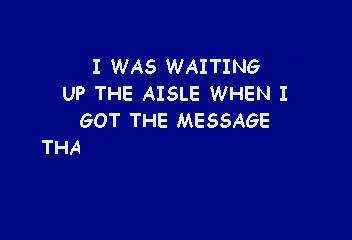 I WAS WAITING
UP THE AISLE WHEN I
GOT THE MESSAGE
THA